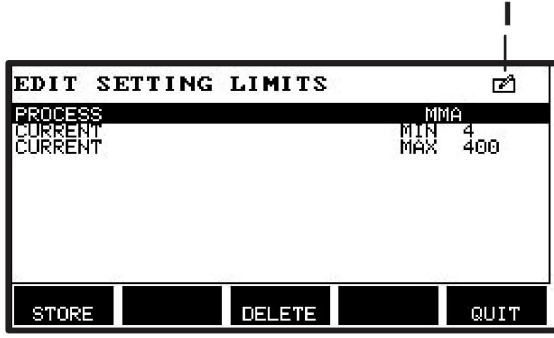 I
EDIT SETTING LIMITS
PROCESS MMA
CURRENT MIN 4
CURRENT MAX 400
STORE DELETE QUIT